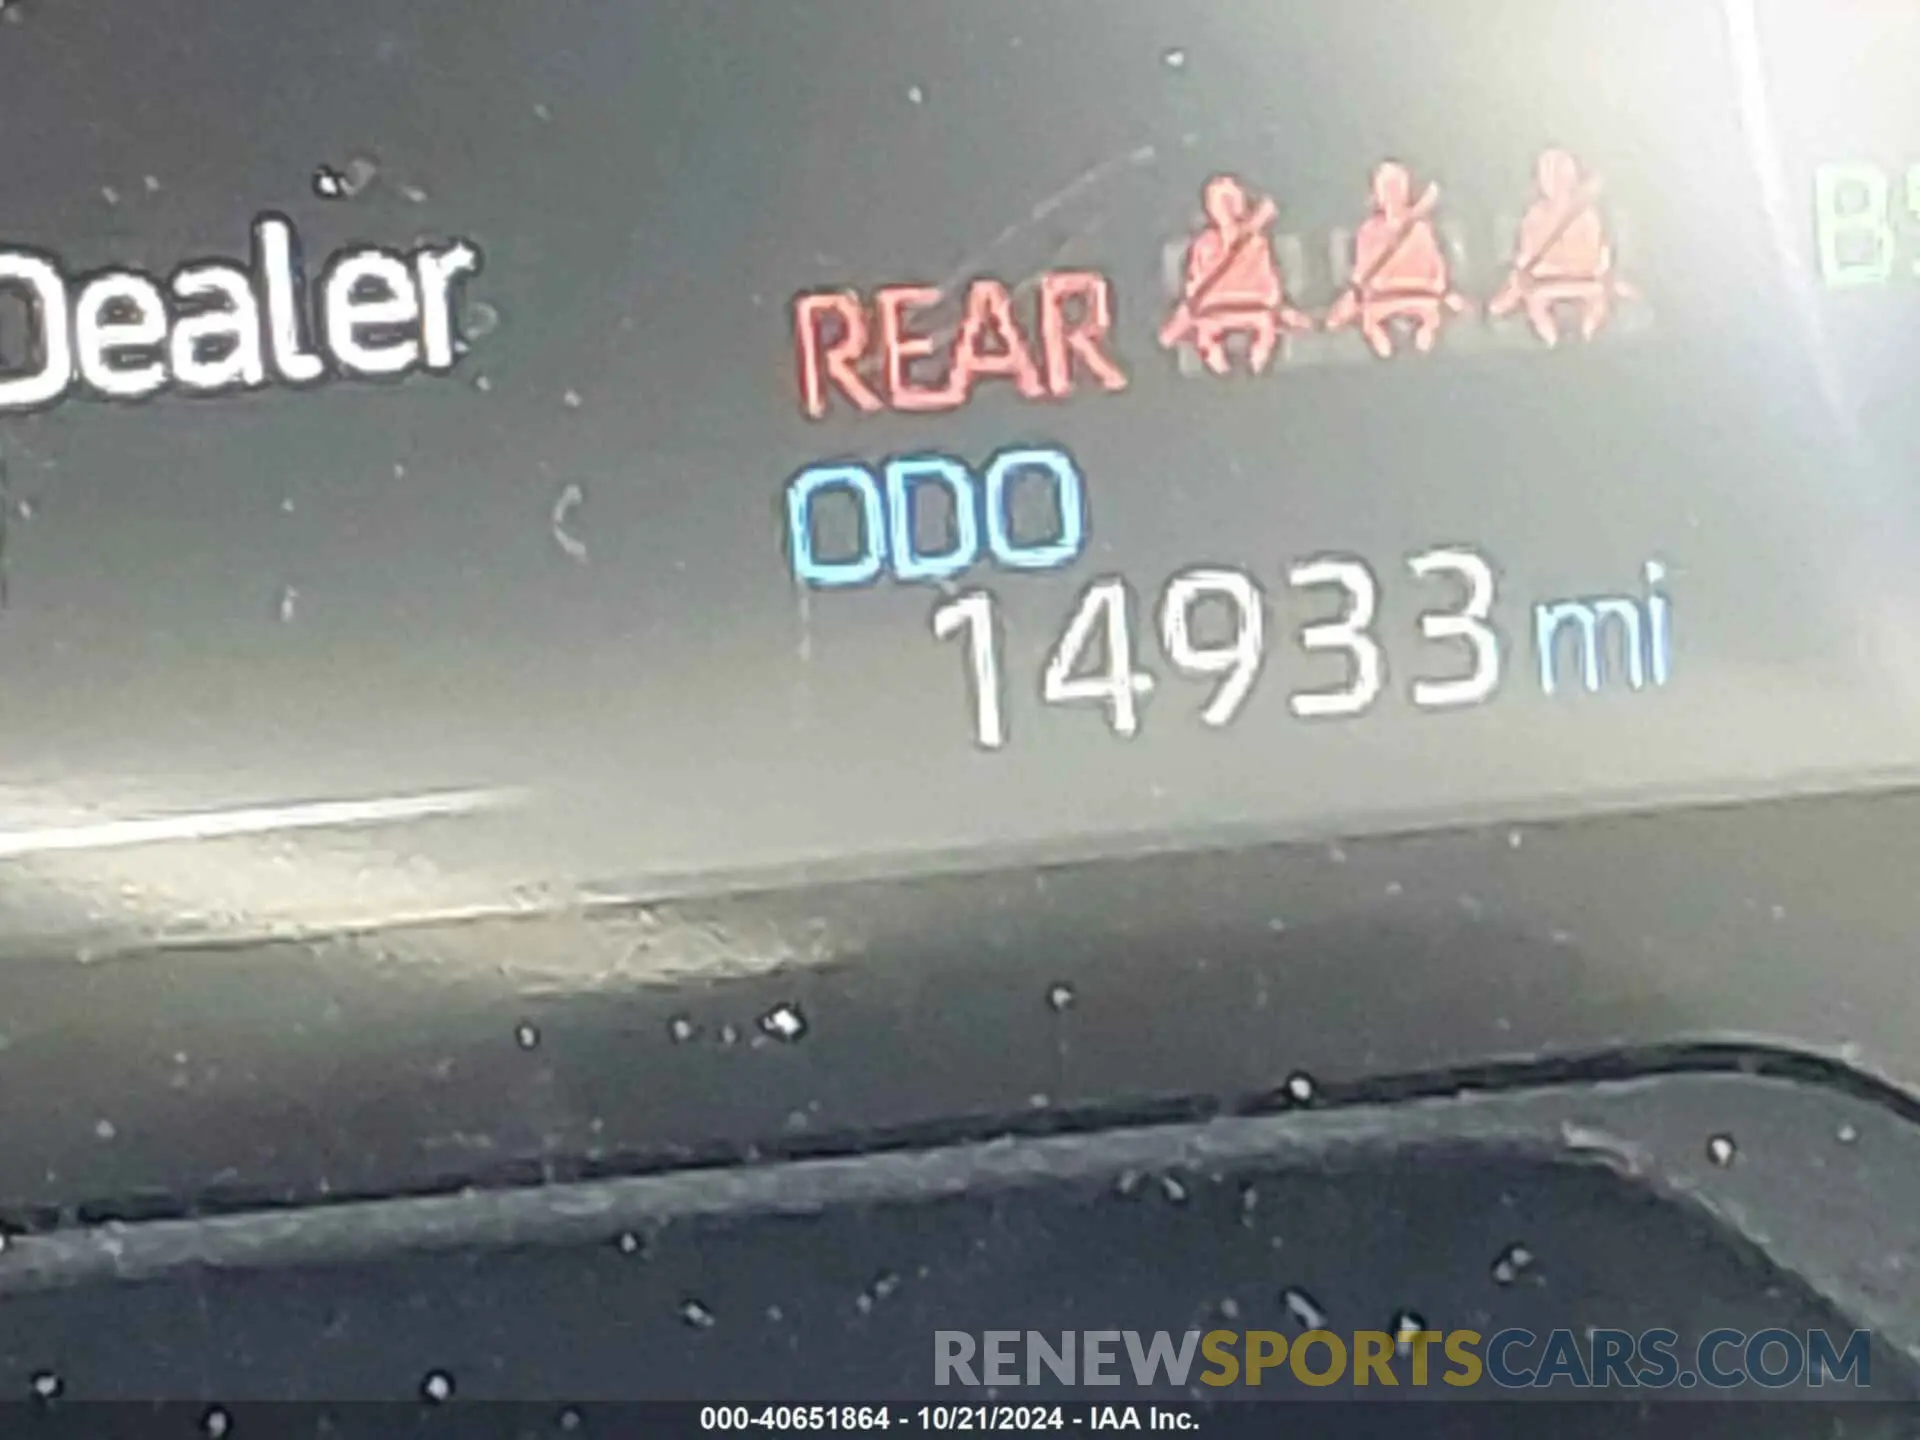 Dealer
REAR
ODO
14933 mi
RENEWSPORTSCARS.COM
000-40651864 - 10/21/2024 - IAA Inc.